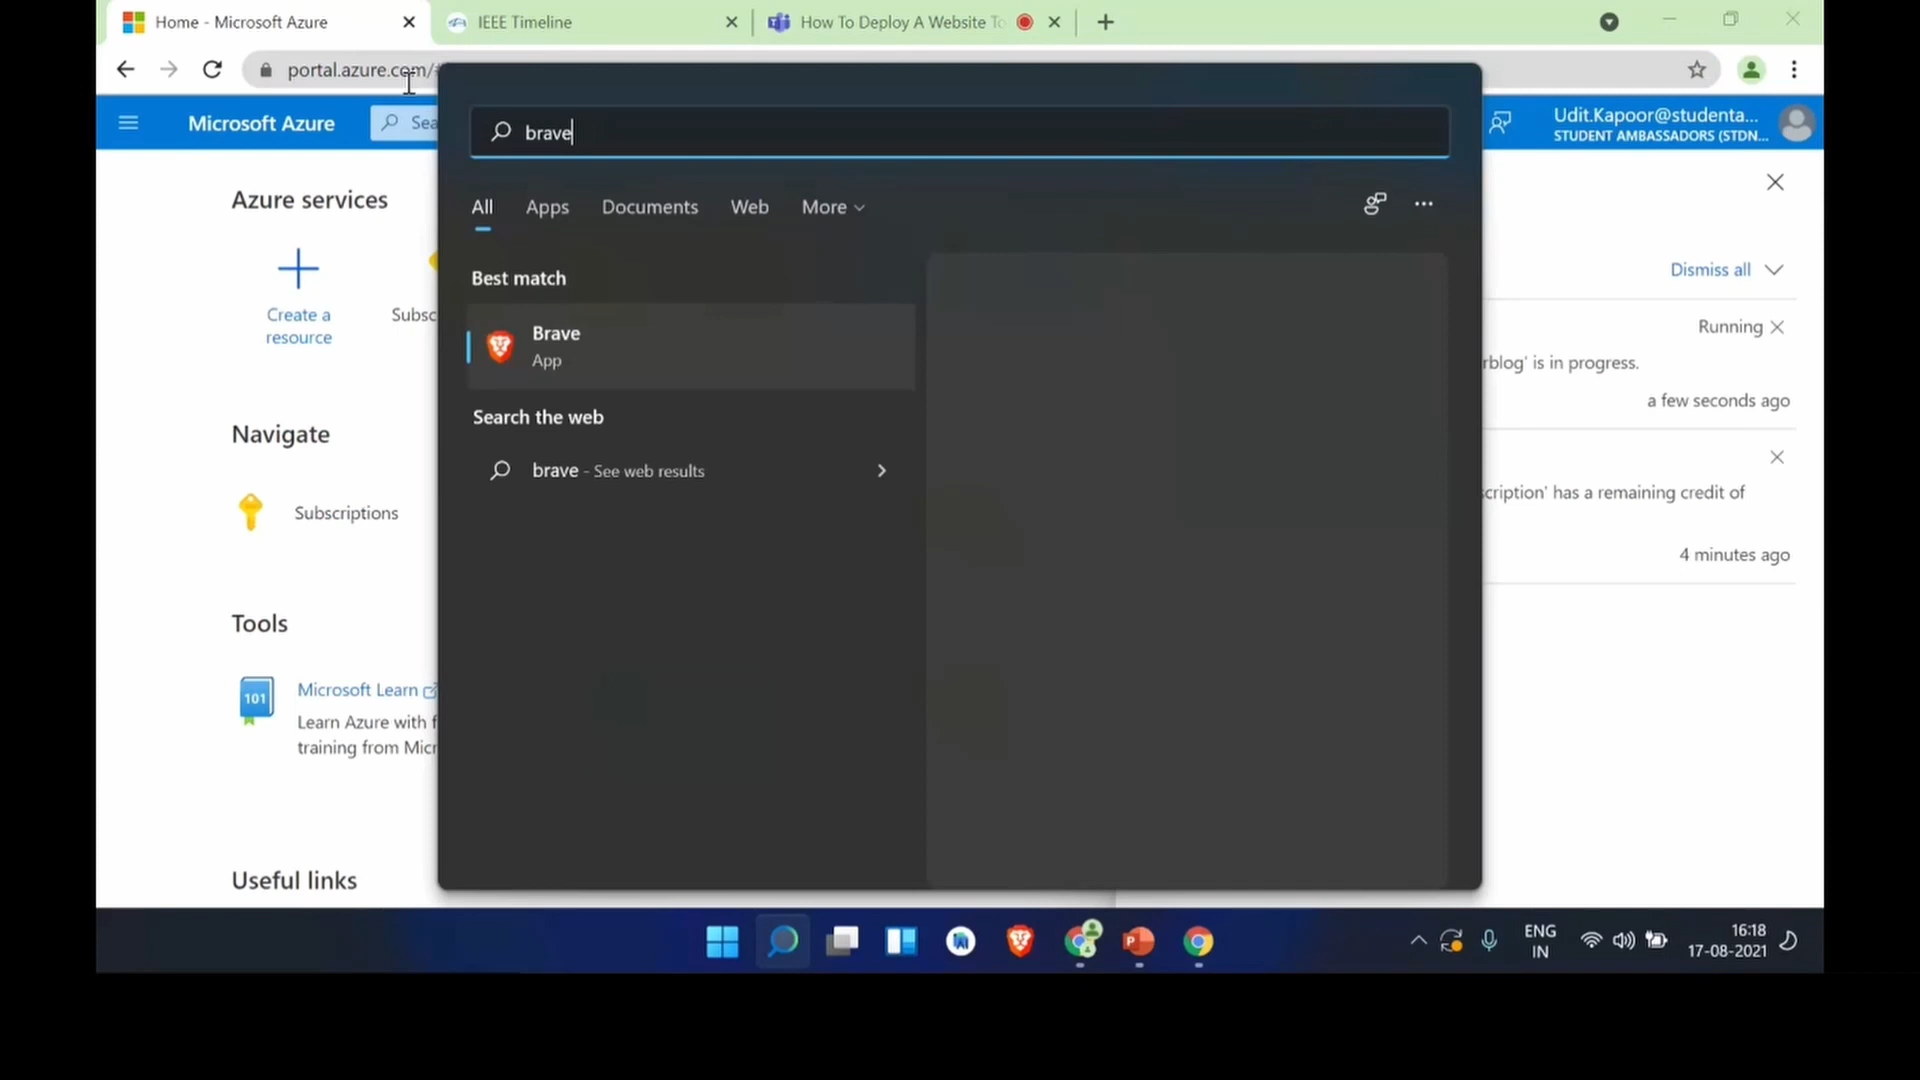 Home - Microsoft Azure
IEEE Timeline
How To Deploy A Website To
portal.azure.com/
Microsoft Azure
Sea
brave
Udit.Kapoor@studenta...
STUDENT AMBASSADORS (STDN...
All
Apps
Documents
Web
More
Azure services
Create a
resource
Subsc
Best match
Brave
App
Search the web
brave - See web results
Dismiss all
Running
rblog' is in progress.
a few seconds ago
scription' has a remaining credit of
4 minutes ago
Navigate
Subscriptions
Tools
101
Microsoft Learn
Learn Azure with f
training from Micr
Useful links
P
ENG
IN
16:18
17-08-2021